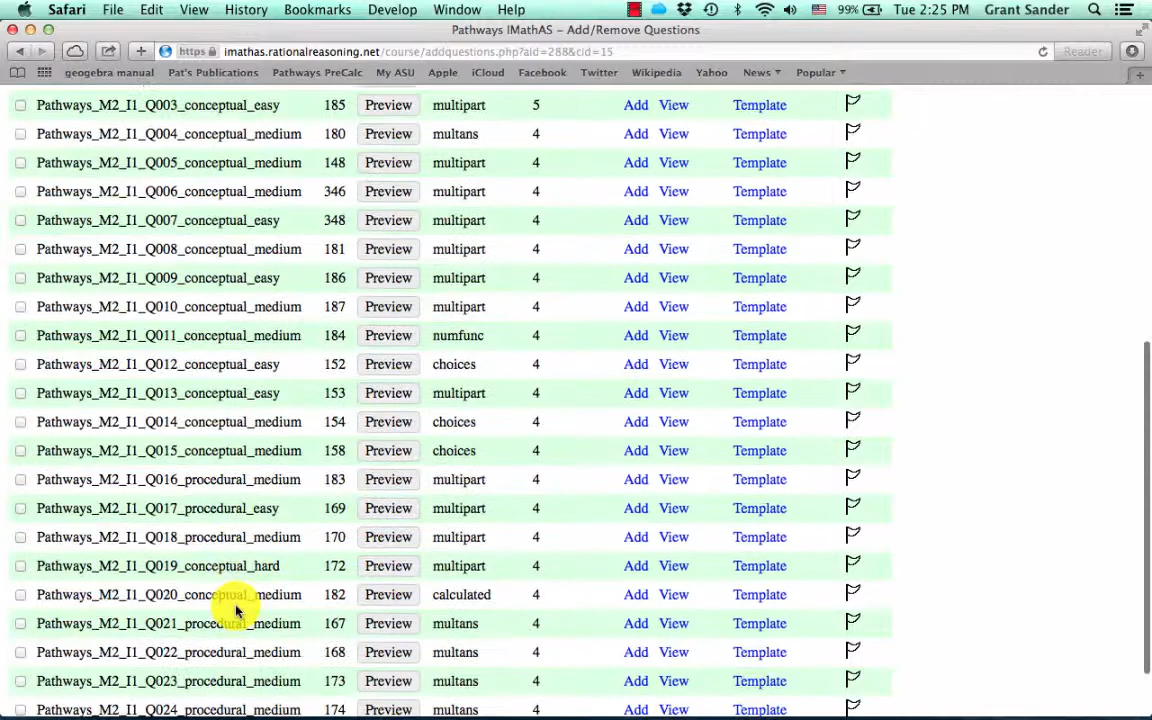 Safari File Edit View History Bookmarks Develop Window Help 99% Tue 2:25 PM Grant Sander
Pathways IMathAS – Add/Remove Questions
https imathas.rationalreasoning.net/course/addquestions.php?aid=288&cid=15 Reader
geogebra manual Pat's Publications Pathways PreCalc My ASU Apple iCloud Facebook Twitter Wikipedia Yahoo News Popular
Pathways_M2_I1_Q003_conceptual_easy 185 Preview multipart 5 Add View Template
Pathways_M2_I1_Q004_conceptual_medium 180 Preview multans 4 Add View Template
Pathways_M2_I1_Q005_conceptual_medium 148 Preview multipart 4 Add View Template
Pathways_M2_I1_Q006_conceptual_medium 346 Preview multipart 4 Add View Template
Pathways_M2_I1_Q007_conceptual_easy 348 Preview multipart 4 Add View Template
Pathways_M2_I1_Q008_conceptual_medium 181 Preview multipart 4 Add View Template
Pathways_M2_I1_Q009_conceptual_easy 186 Preview multipart 4 Add View Template
Pathways_M2_I1_Q010_conceptual_medium 187 Preview multipart 4 Add View Template
Pathways_M2_I1_Q011_conceptual_medium 184 Preview numfunc 4 Add View Template
Pathways_M2_I1_Q012_conceptual_easy 152 Preview choices 4 Add View Template
Pathways_M2_I1_Q013_conceptual_easy 153 Preview multipart 4 Add View Template
Pathways_M2_I1_Q014_conceptual_medium 154 Preview choices 4 Add View Template
Pathways_M2_I1_Q015_conceptual_medium 158 Preview choices 4 Add View Template
Pathways_M2_I1_Q016_procedural_medium 183 Preview multipart 4 Add View Template
Pathways_M2_I1_Q017_procedural_easy 169 Preview multipart 4 Add View Template
Pathways_M2_I1_Q018_procedural_medium 170 Preview multipart 4 Add View Template
Pathways_M2_I1_Q019_conceptual_hard 172 Preview multipart 4 Add View Template
Pathways_M2_I1_Q020_conceptual_medium 182 Preview calculated 4 Add View Template
Pathways_M2_I1_Q021_procedural_medium 167 Preview multans 4 Add View Template
Pathways_M2_I1_Q022_procedural_medium 168 Preview multans 4 Add View Template
Pathways_M2_I1_Q023_procedural_medium 173 Preview multans 4 Add View Template
Pathways_M2_I1_Q024_procedural_medium 174 Preview multans 4 Add View Template